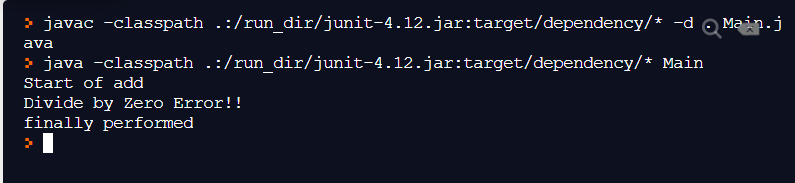 > javac -classpath .:/run_dir/junit-4.12.jar:target/dependency/* -d . Main.j
ava
> java -classpath .:/run_dir/junit-4.12.jar:target/dependency/* Main
Start of add
Divide by Zero Error!!
finally performed
>